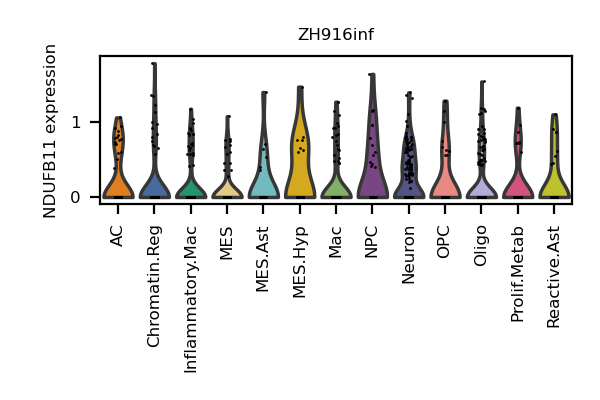 ZH916inf
NDUFB11 expression
1
0
AC
Chromatin.Reg
Inflammatory.Mac
MES
MES.Ast
MES.Hyp
Mac
NPC
Neuron
OPC
Oligo
Prolif.Metab
Reactive.Ast